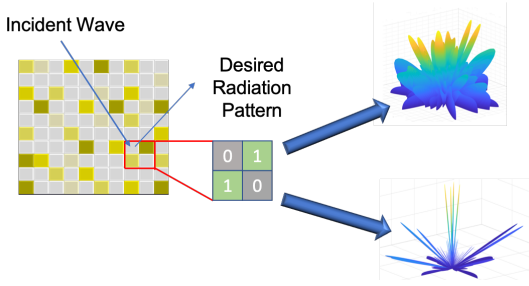 Incident Wave
Desired
Radiation
Pattern
0 1
1 0